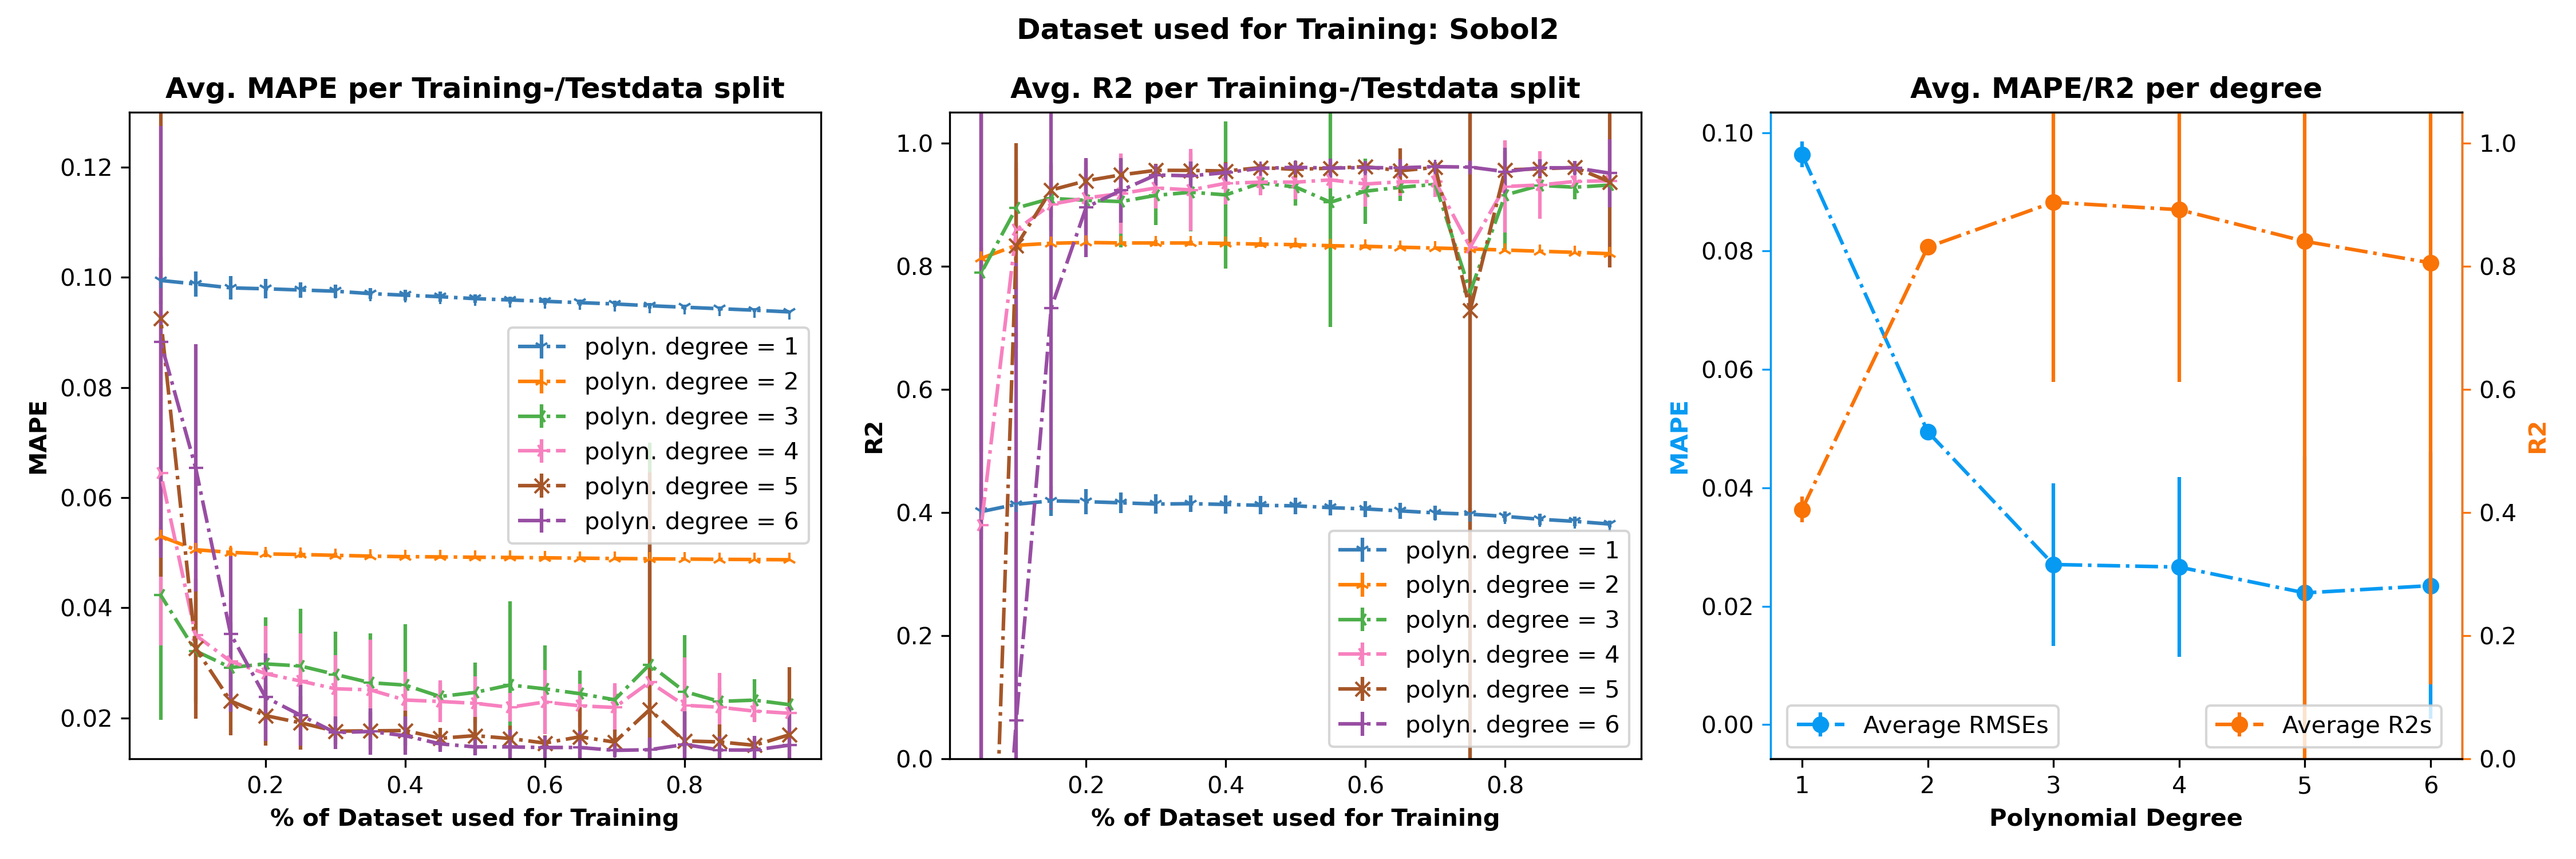 Dataset used for Training: Sobol2
Avg. MAPE per Training-/Testdata split
MAPE
0.12
0.10
0.08
0.06
0.04
0.02
0.2 0.4 0.6 0.8
% of Dataset used for Training
polyn. degree = 1
polyn. degree = 2
polyn. degree = 3
polyn. degree = 4
polyn. degree = 5
polyn. degree = 6
Avg. R2 per Training-/Testdata split
R2
1.0
0.8
0.6
0.4
0.2
0.0
0.2 0.4 0.6 0.8
% of Dataset used for Training
polyn. degree = 1
polyn. degree = 2
polyn. degree = 3
polyn. degree = 4
polyn. degree = 5
polyn. degree = 6
Avg. MAPE/R2 per degree
MAPE
0.10
0.08
0.06
0.04
0.02
0.00
1 2 3 4 5 6
Polynomial Degree
R2
1.0
0.8
0.6
0.4
0.2
0.0
Average RMSEs
Average R2s